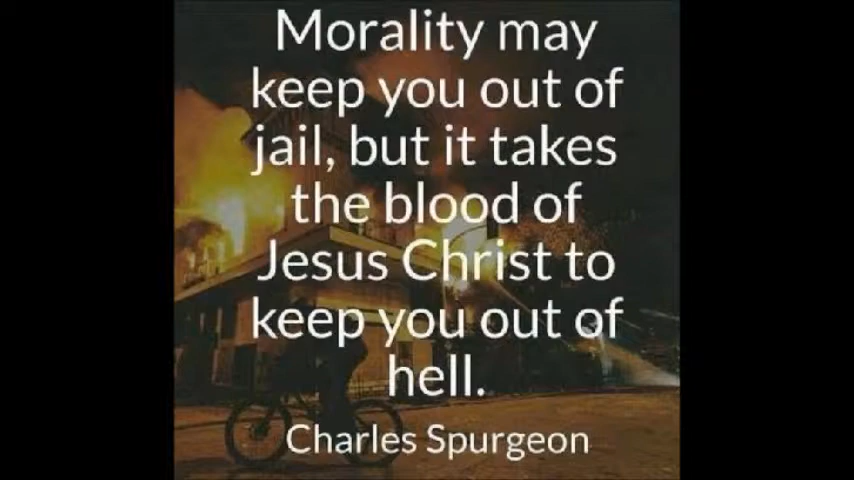 Morality may
keep you out of
jail, but it takes
the blood of
Jesus Christ to
keep you out of
hell.
Charles Spurgeon